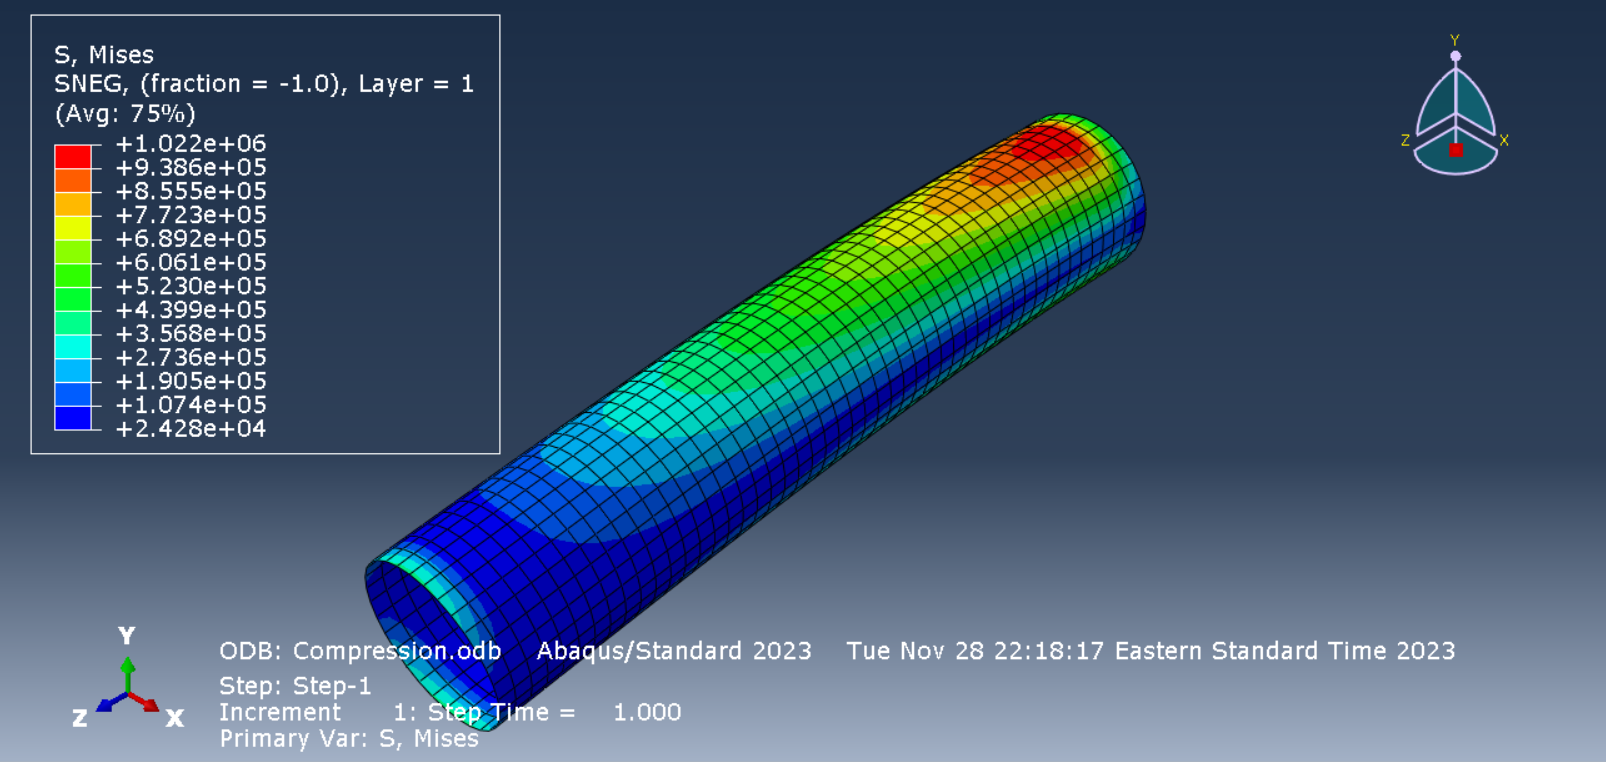 S, Mises
SNEG, (fraction = -1.0), Layer = 1
(Avg: 75%)
+1.022e+06
+9.386e+05
+8.555e+05
+7.723e+05
+6.892e+05
+6.061e+05
+5.230e+05
+4.399e+05
+3.568e+05
+2.736e+05
+1.905e+05
+1.074e+05
+2.428e+04
Y
Z X
Y
Z X
ODB: Compression.odb Abaqus/Standard 2023 Tue Nov 28 22:18:17 Eastern Standard Time 2023
Step: Step-1
Increment 1: Step Time = 1.000
Primary Var: S, Mises